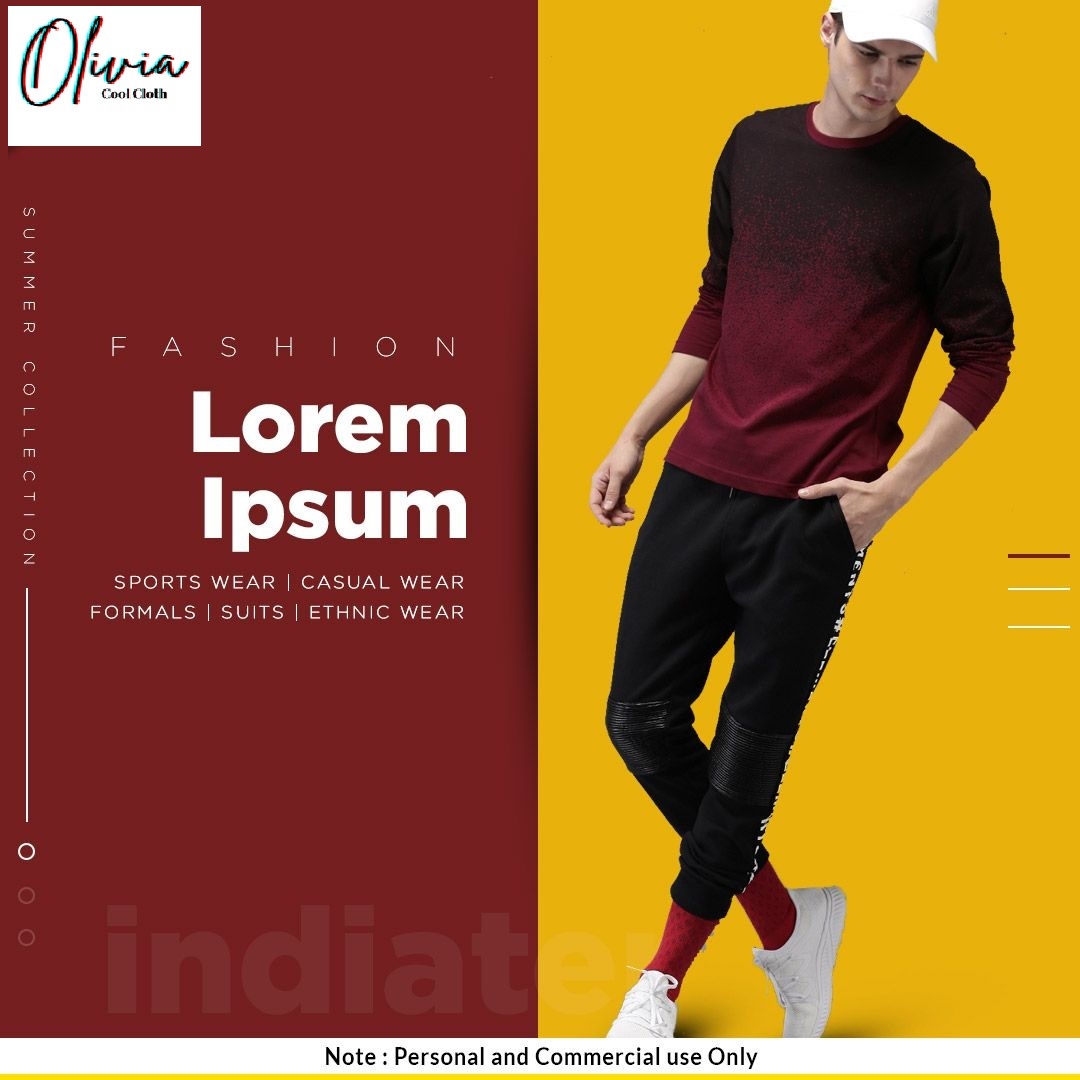 Olivia
Cool Cloth
SUMMER COLLECTION
FASHION
Lorem
Ipsum
SPORTS WEAR | CASUAL WEAR
FORMALS | SUITS | ETHNIC WEAR
Note : Personal and Commercial use Only